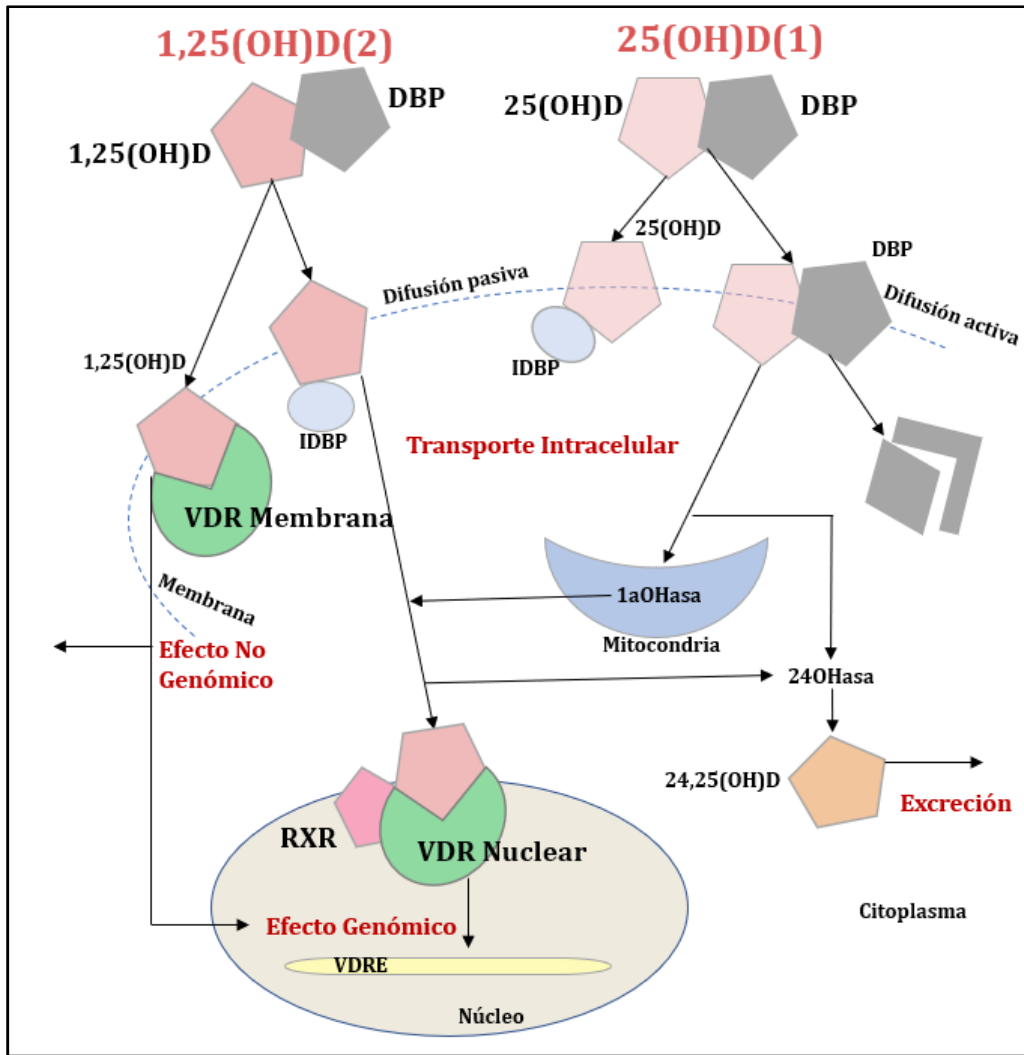 1,25(OH)D(2)
25(OH)D(1)
DBP
1,25(OH)D
25(OH)D
DBP
25(OH)D
DBP
Difusión pasiva
Difusión activa
1,25(OH)D
IDBP
IDBP
Transporte Intracelular
VDR Membrana
Membrana
1aOHasa
Mitocondria
Efecto No
Genómico
24OHasa
24,25(OH)D
Excreción
RXR
VDR Nuclear
Citoplasma
Efecto Genómico
VDRE
Núcleo